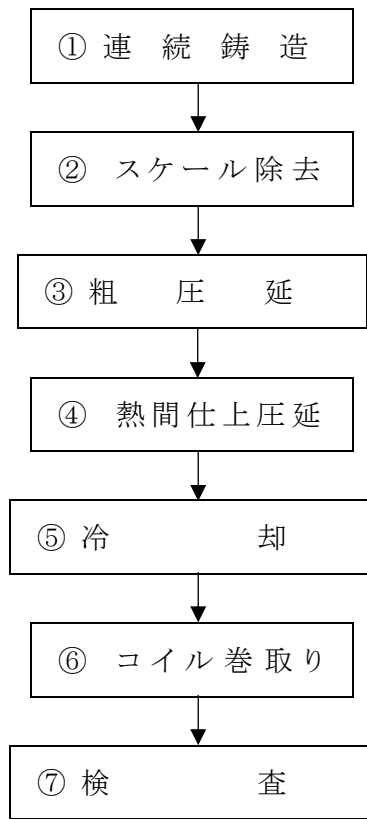 ① 連 続 鋳 造
② スケール除去
③ 粗 圧 延
④ 熱間仕上圧延
⑤ 冷 却
⑥ コイル巻取り
⑦ 検 査